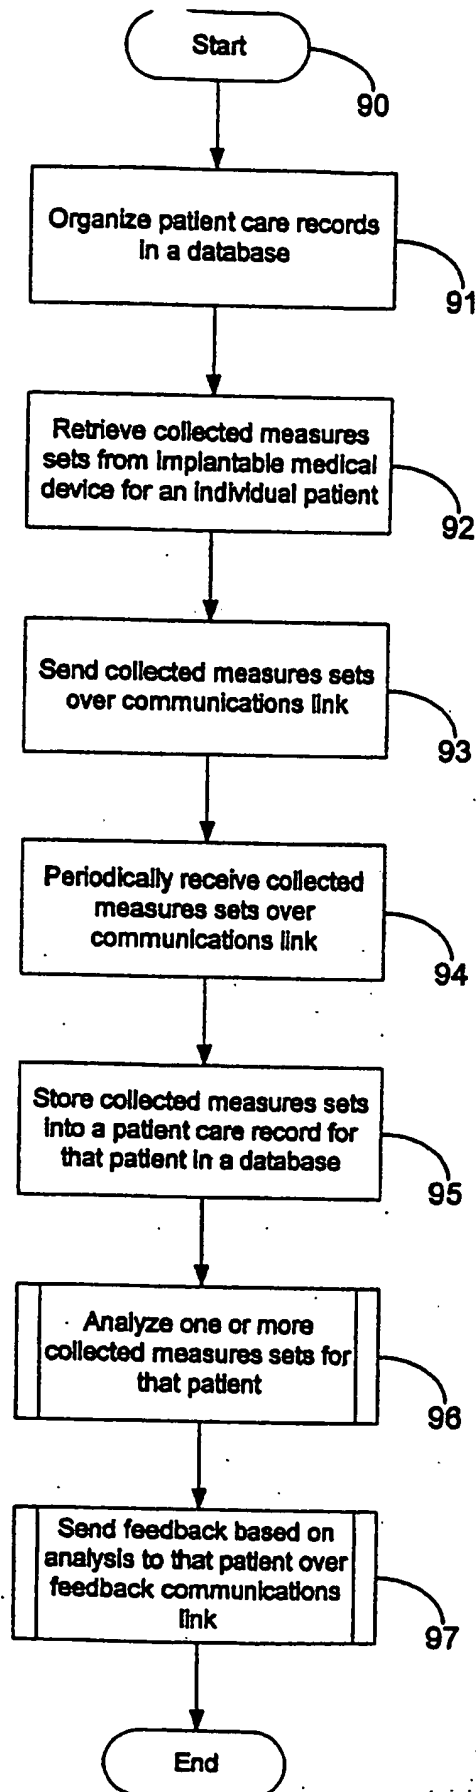 Start
90
Organize patient care records
in a database
91
Retrieve collected measures
sets from implantable medical
device for an individual patient
92
Send collected measures sets
over communications link
93
Periodically receive collected
measures sets over
communications link
94
Store collected measures sets
into a patient care record for
that patient in a database
95
Analyze one or more
collected measures sets for
that patient
96
Send feedback based on
analysis to that patient over
feedback communications
link
97
End